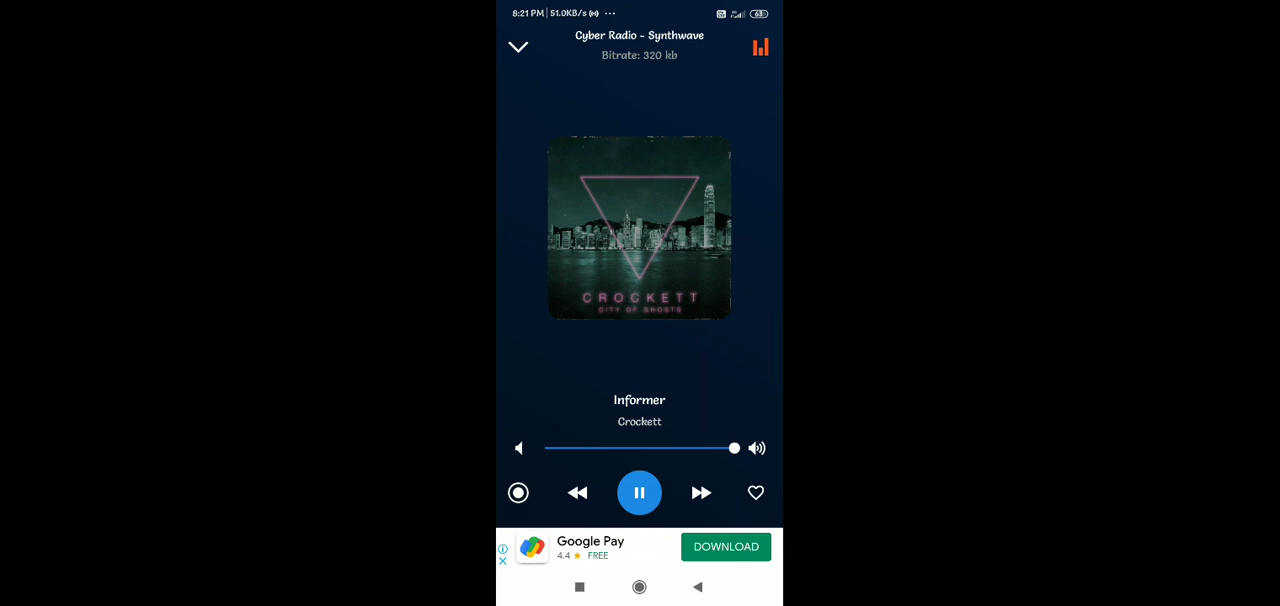 8:21 PM 51.0KB/s ...
63
Cyber Radio - Synthwave
Bitrate: 320 kb
CROCKETT
CITY OF GHOSTS
Informer
Crockett
Google Pay
4.4 ★ FREE
DOWNLOAD